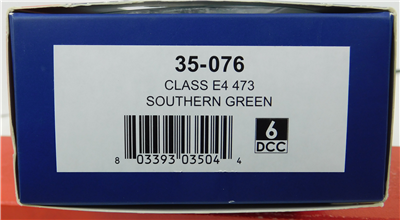 35-076
CLASS E4 473
SOUTHERN GREEN
8 03393 03504 4
6
DCC